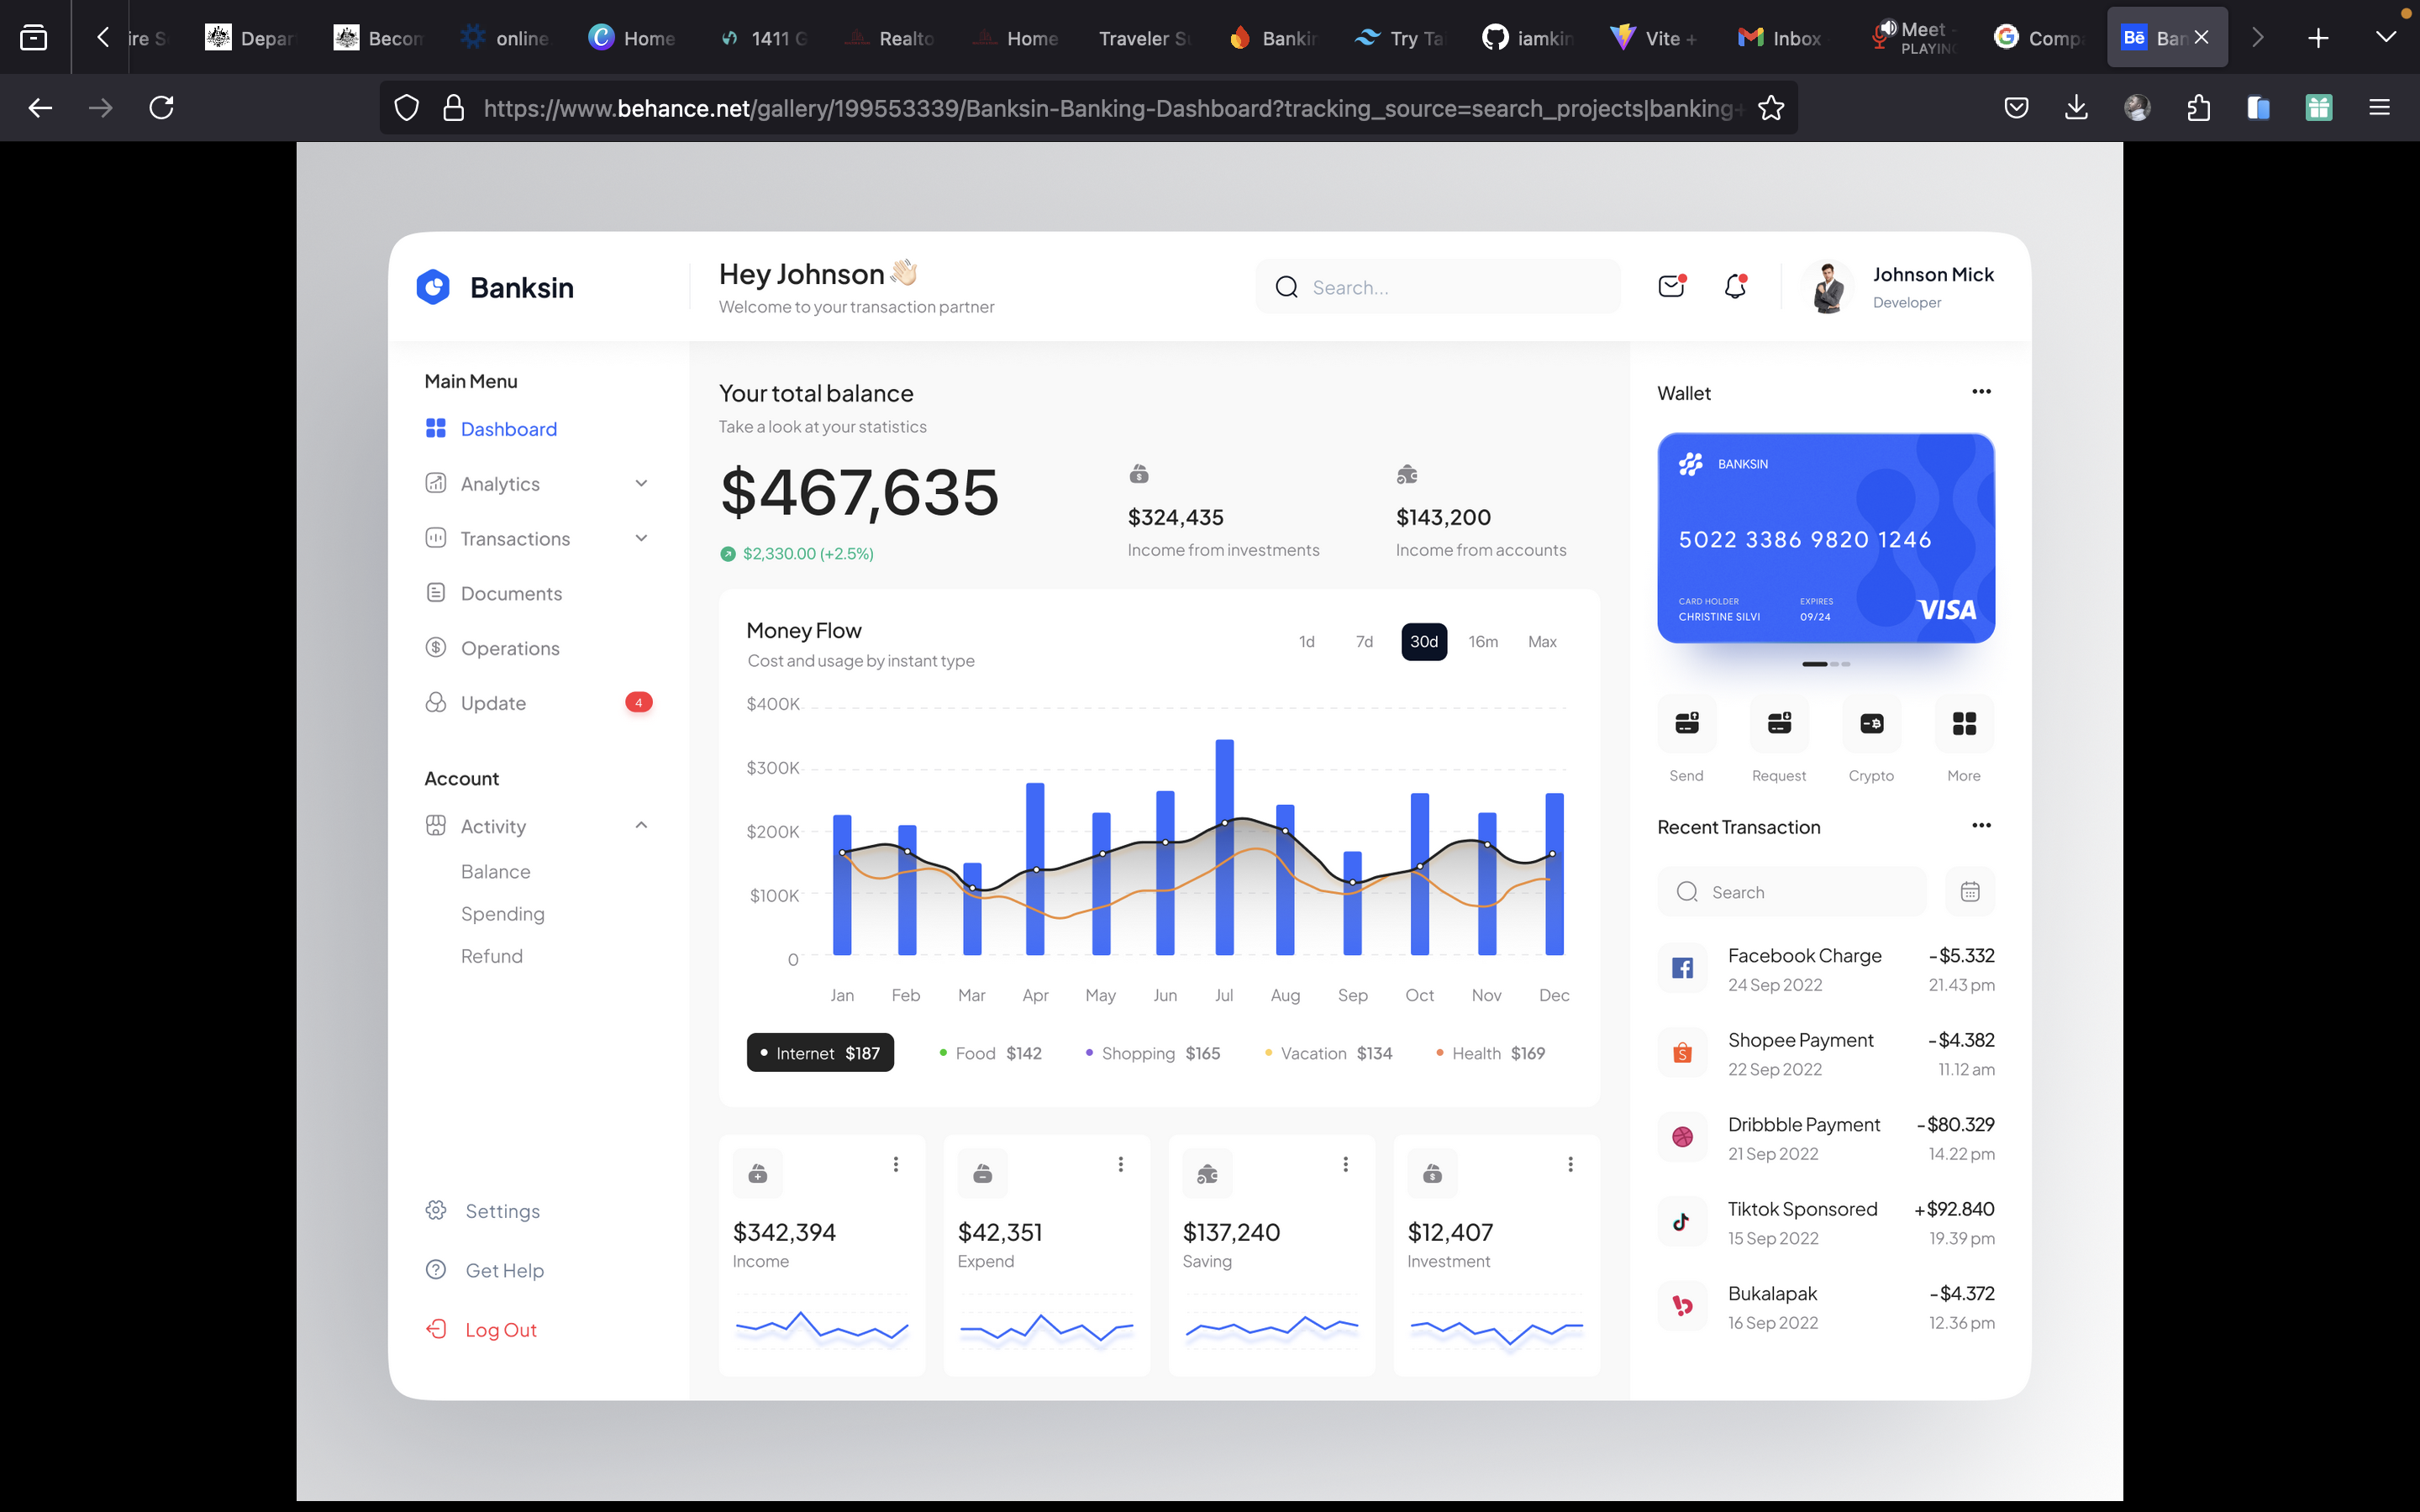 ire S
Depar
Becom
online
Home
1411 G
Realto
Home
Traveler Su
Bankin
Try Ta
iamkin
Vite +
Inbox
Meet -
PLAYING
Comp
Bē
Ban
https://www.behance.net/gallery/199553339/Banksin-Banking-Dashboard?tracking_source=search_projects|banking+
Banksin
Hey Johnson👋🏻
Welcome to your transaction partner
Search...
Johnson Mick
Developer
Main Menu
Dashboard
Analytics
Transactions
Documents
Operations
Update 4
Account
Activity
Balance
Spending
Refund
Settings
Get Help
Log Out
Your total balance
Take a look at your statistics
$467,635
$2,330.00 (+2.5%)
$324,435
Income from investments
$143,200
Income from accounts
Money Flow
Cost and usage by instant type
1d 7d 30d 16m Max
$400K
$300K
$200K
$100K
0
Jan Feb Mar Apr May Jun Jul Aug Sep Oct Nov Dec
Internet $187 Food $142 Shopping $165 Vacation $134 Health $169
$342,394
Income
$42,351
Expend
$137,240
Saving
$12,407
Investment
Wallet
BANKSIN
5022 3386 9820 1246
CARD HOLDER EXPIRES
CHRISTINE SILVI 09/24
VISA
Send Request Crypto More
Recent Transaction
Search
Facebook Charge -$5.332
24 Sep 2022 21.43 pm
Shopee Payment -$4.382
22 Sep 2022 11.12 am
Dribbble Payment -$80.329
21 Sep 2022 14.22 pm
Tiktok Sponsored +$92.840
15 Sep 2022 19.39 pm
Bukalapak -$4.372
16 Sep 2022 12.36 pm